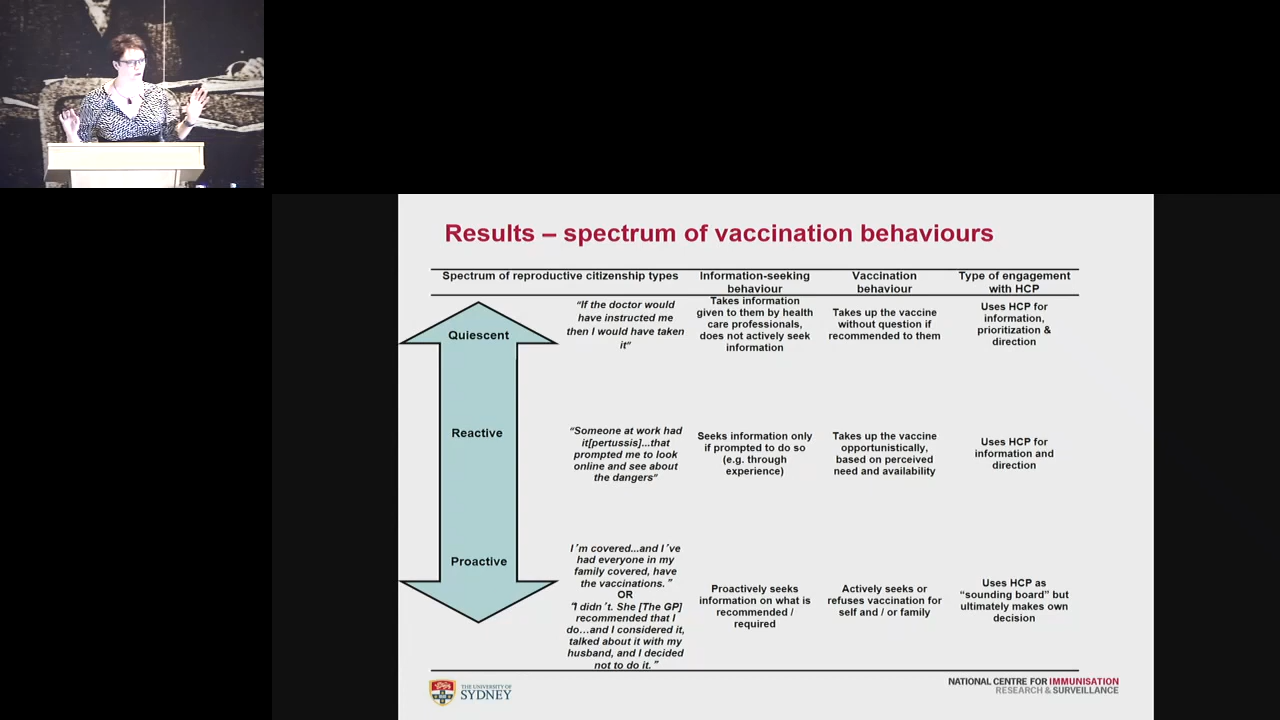 Results – spectrum of vaccination behaviours
Spectrum of reproductive citizenship types
Information-seeking
behaviour
Vaccination
behaviour
Type of engagement
with HCP
Quiescent
“If the doctor would
have instructed me
then I would have taken
it”
Takes information
given to them by health
care professionals,
does not actively seek
information
Takes up the vaccine
without question if
recommended to them
Uses HCP for
information,
prioritization &
direction
Reactive
“Someone at work had
it[pertussis]...that
prompted me to look
online and see about
the dangers”
Seeks information only
if prompted to do so
(e.g. through
experience)
Takes up the vaccine
opportunistically,
based on perceived
need and availability
Uses HCP for
information and
direction
Proactive
I´m covered...and I´ve
had everyone in my
family covered, have
the vaccinations.”
OR
“I didn´t. She [The GP]
recommended that I
do…and I considered it,
talked about it with my
husband, and I decided
not to do it.”
Proactively seeks
information on what is
recommended /
required
Actively seeks or
refuses vaccination for
self and / or family
Uses HCP as
“sounding board” but
ultimately makes own
decision
THE UNIVERSITY OF
SYDNEY
NATIONAL CENTRE FOR IMMUNISATION
RESEARCH & SURVEILLANCE